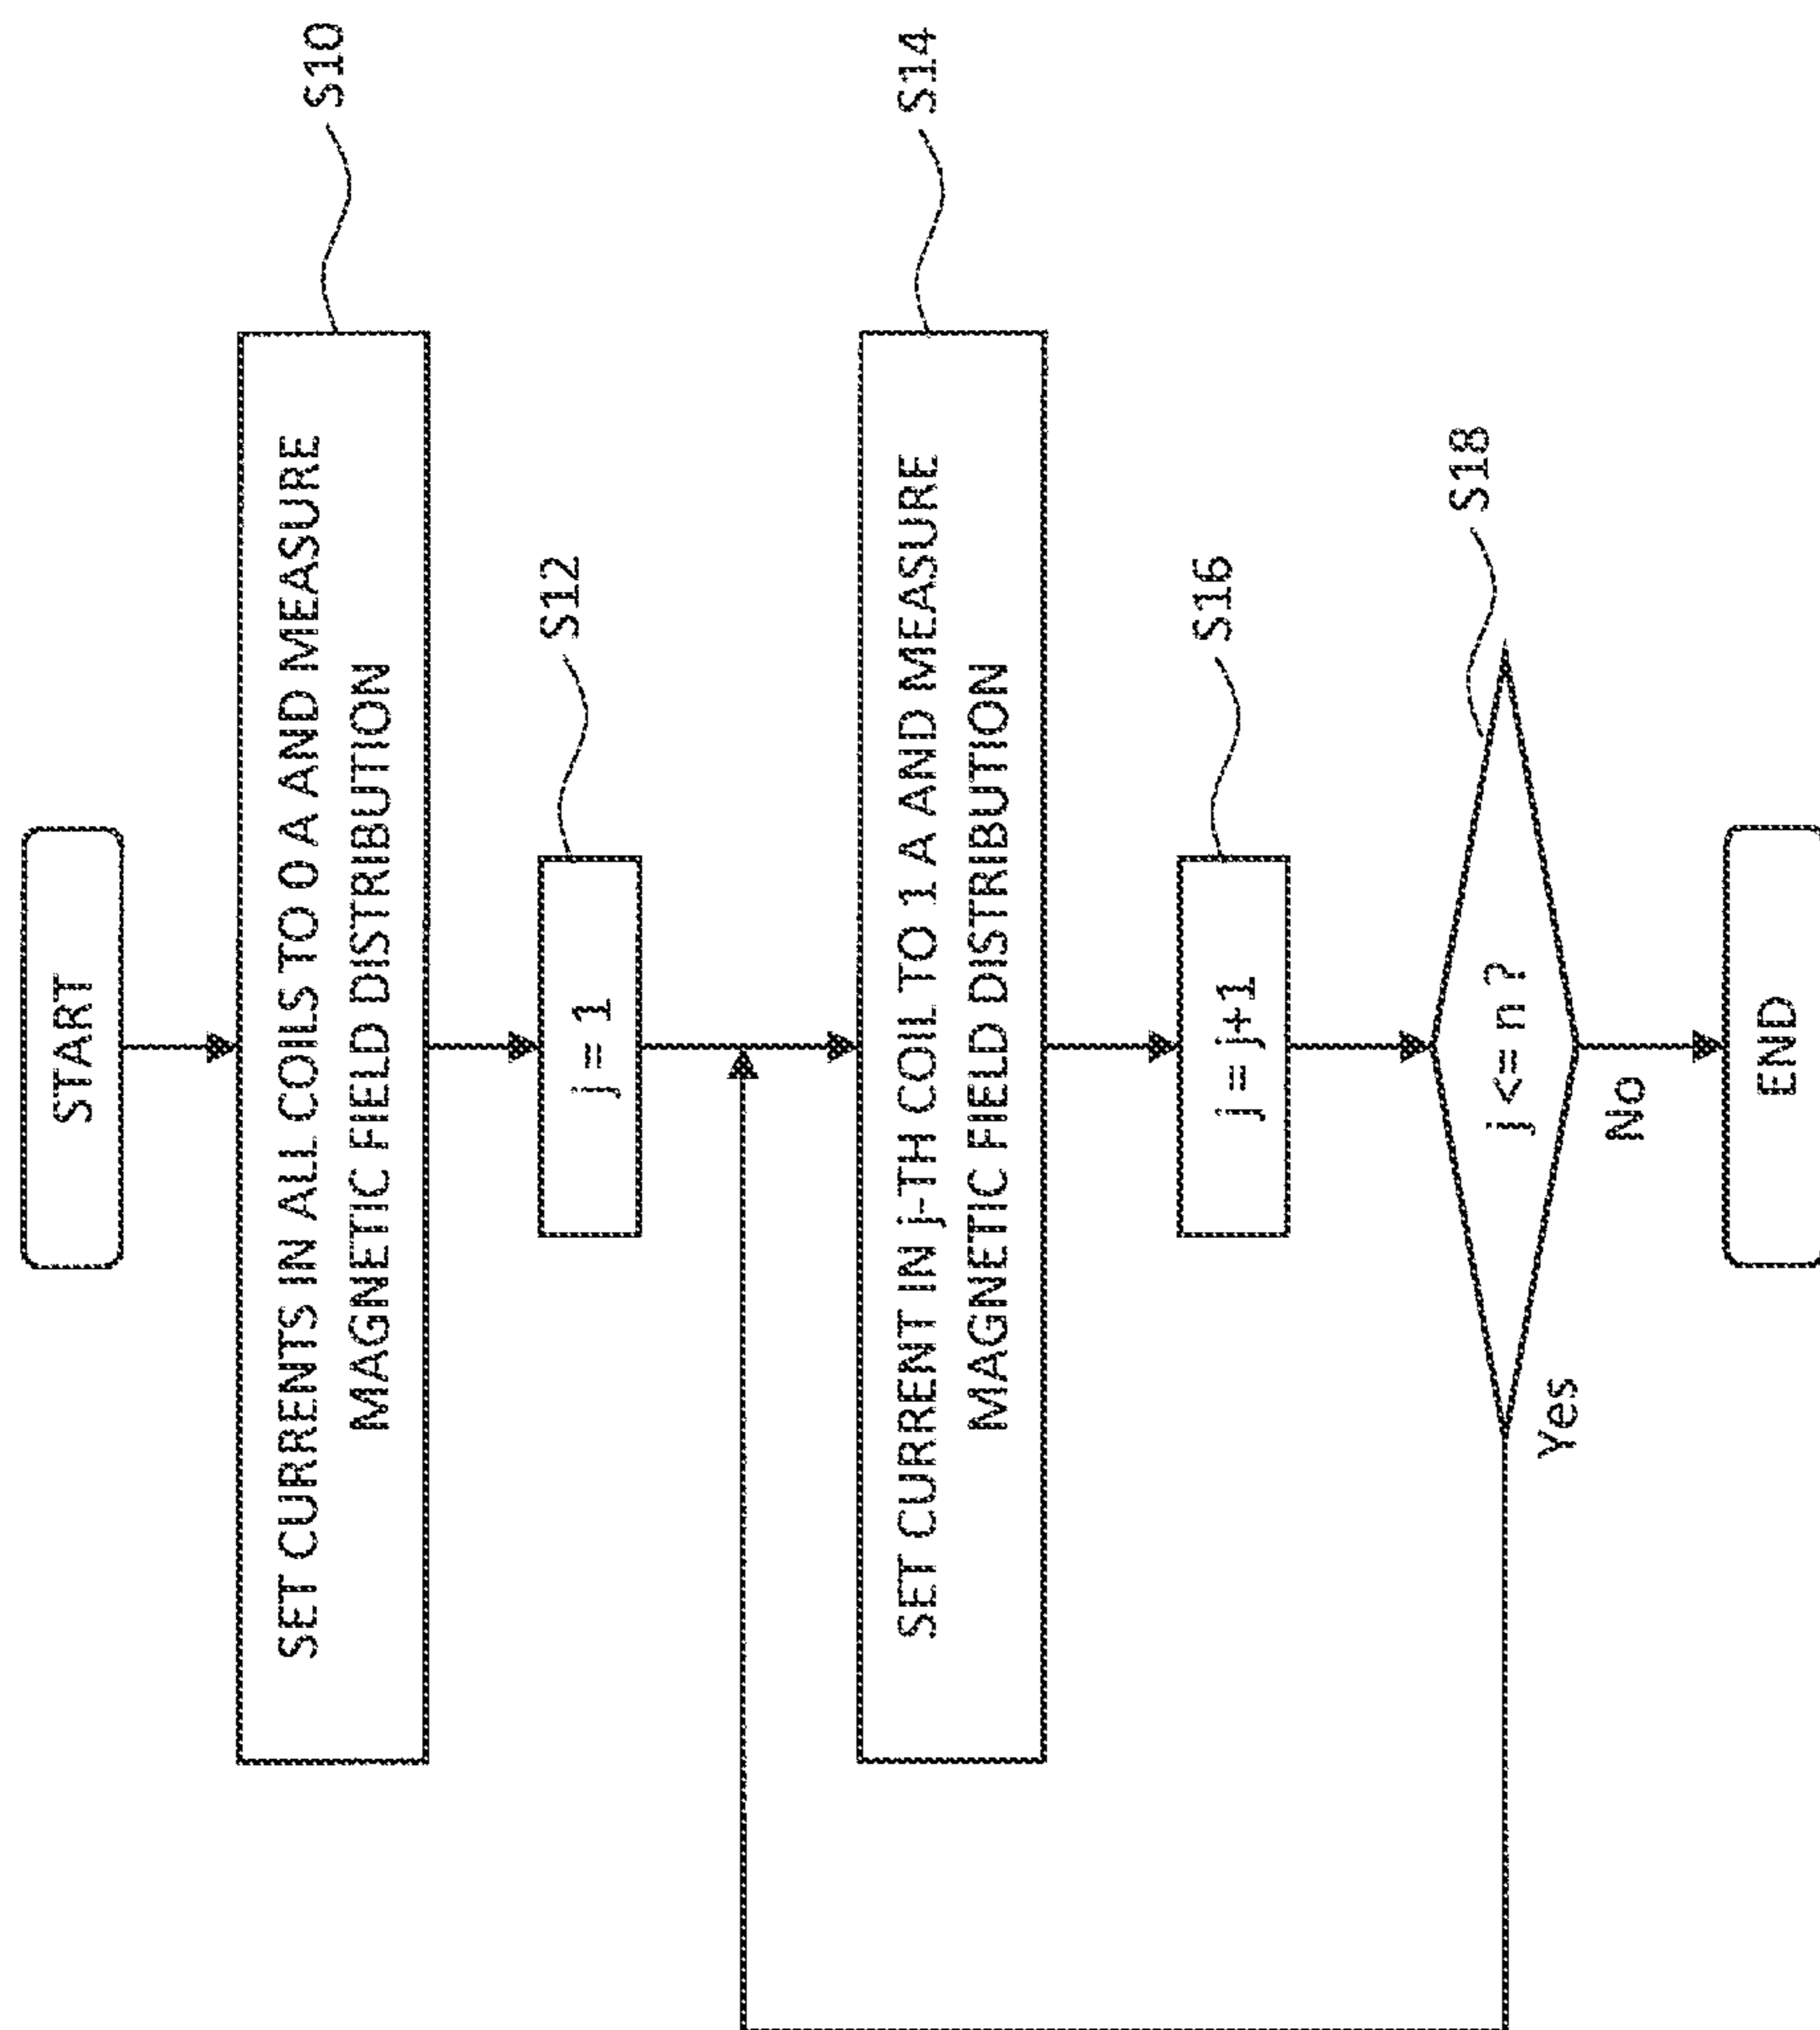 START
SET CURRENTS IN ALL COILS TO 0 A AND MEASURE
MAGNETIC FIELD DISTRIBUTION
S10
j = 1
S12
SET CURRENT IN j-TH COIL TO 1 A AND MEASURE
MAGNETIC FIELD DISTRIBUTION
S14
j = j+1
S16
j <= n ?
S18
Yes
No
END